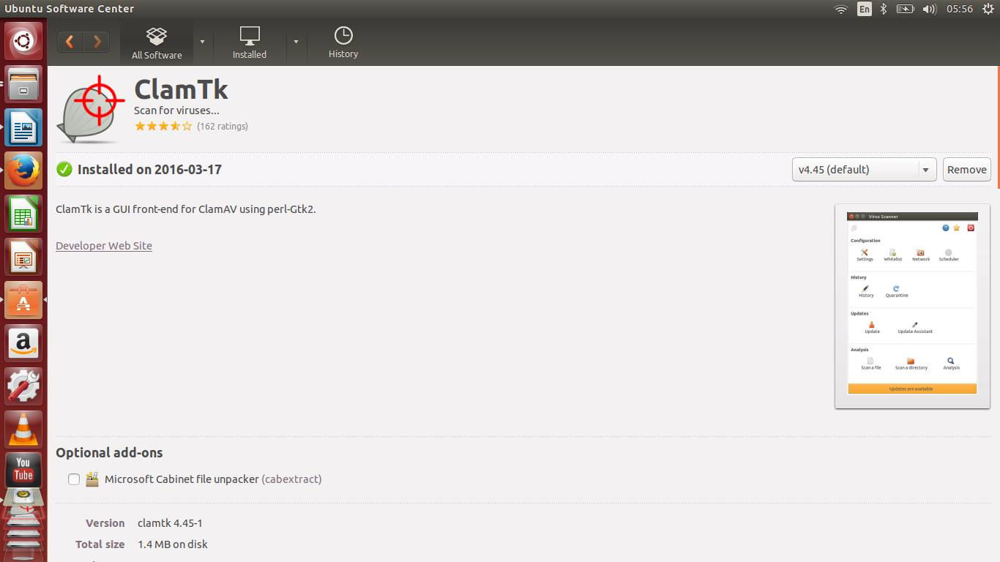 Ubuntu Software Center
En
05:56
All Software
Installed
History
ClamTk
Scan for viruses...
(162 ratings)
Installed on 2016-03-17
v4.45 (default)
Remove
ClamTk is a GUI front-end for ClamAV using perl-Gtk2.
Developer Web Site
Virus Scanner
Configuration
Settings Whitelist Network Scheduler
History
History Quarantine
Updates
Update Update Assistant
Analysis
Scan a file Scan a directory Analysis
Updates are available
Optional add-ons
Microsoft Cabinet file unpacker (cabextract)
Version clamtk 4.45-1
Total size 1.4 MB on disk
A
a
You
Tube